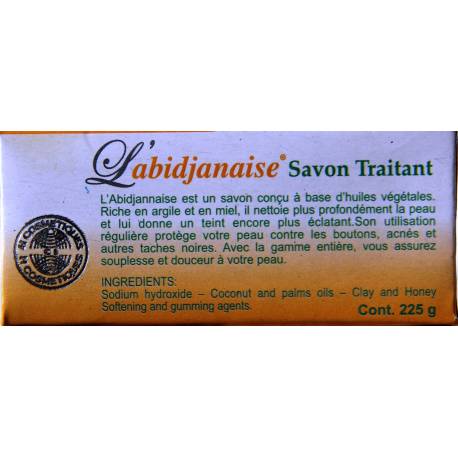 L'abidjanaise® Savon Traitant
L'Abidjannaise est un savon conçu à base d'huiles végétales.
Riche en argile et en miel, il nettoie plus profondément la peau
et lui donne un teint encore plus éclatant.Son utilisation
régulière protège votre peau contre les boutons, acnés et
autres taches noires. Avec la gamme entière, vous assurez
souplesse et douceur à votre peau.
INGREDIENTS:
Sodium hydroxide – Coconut and palms oils – Clay and Honey
Softening and gumming agents.
Cont. 225 g
COSMETIQUES
COSMETIQUES